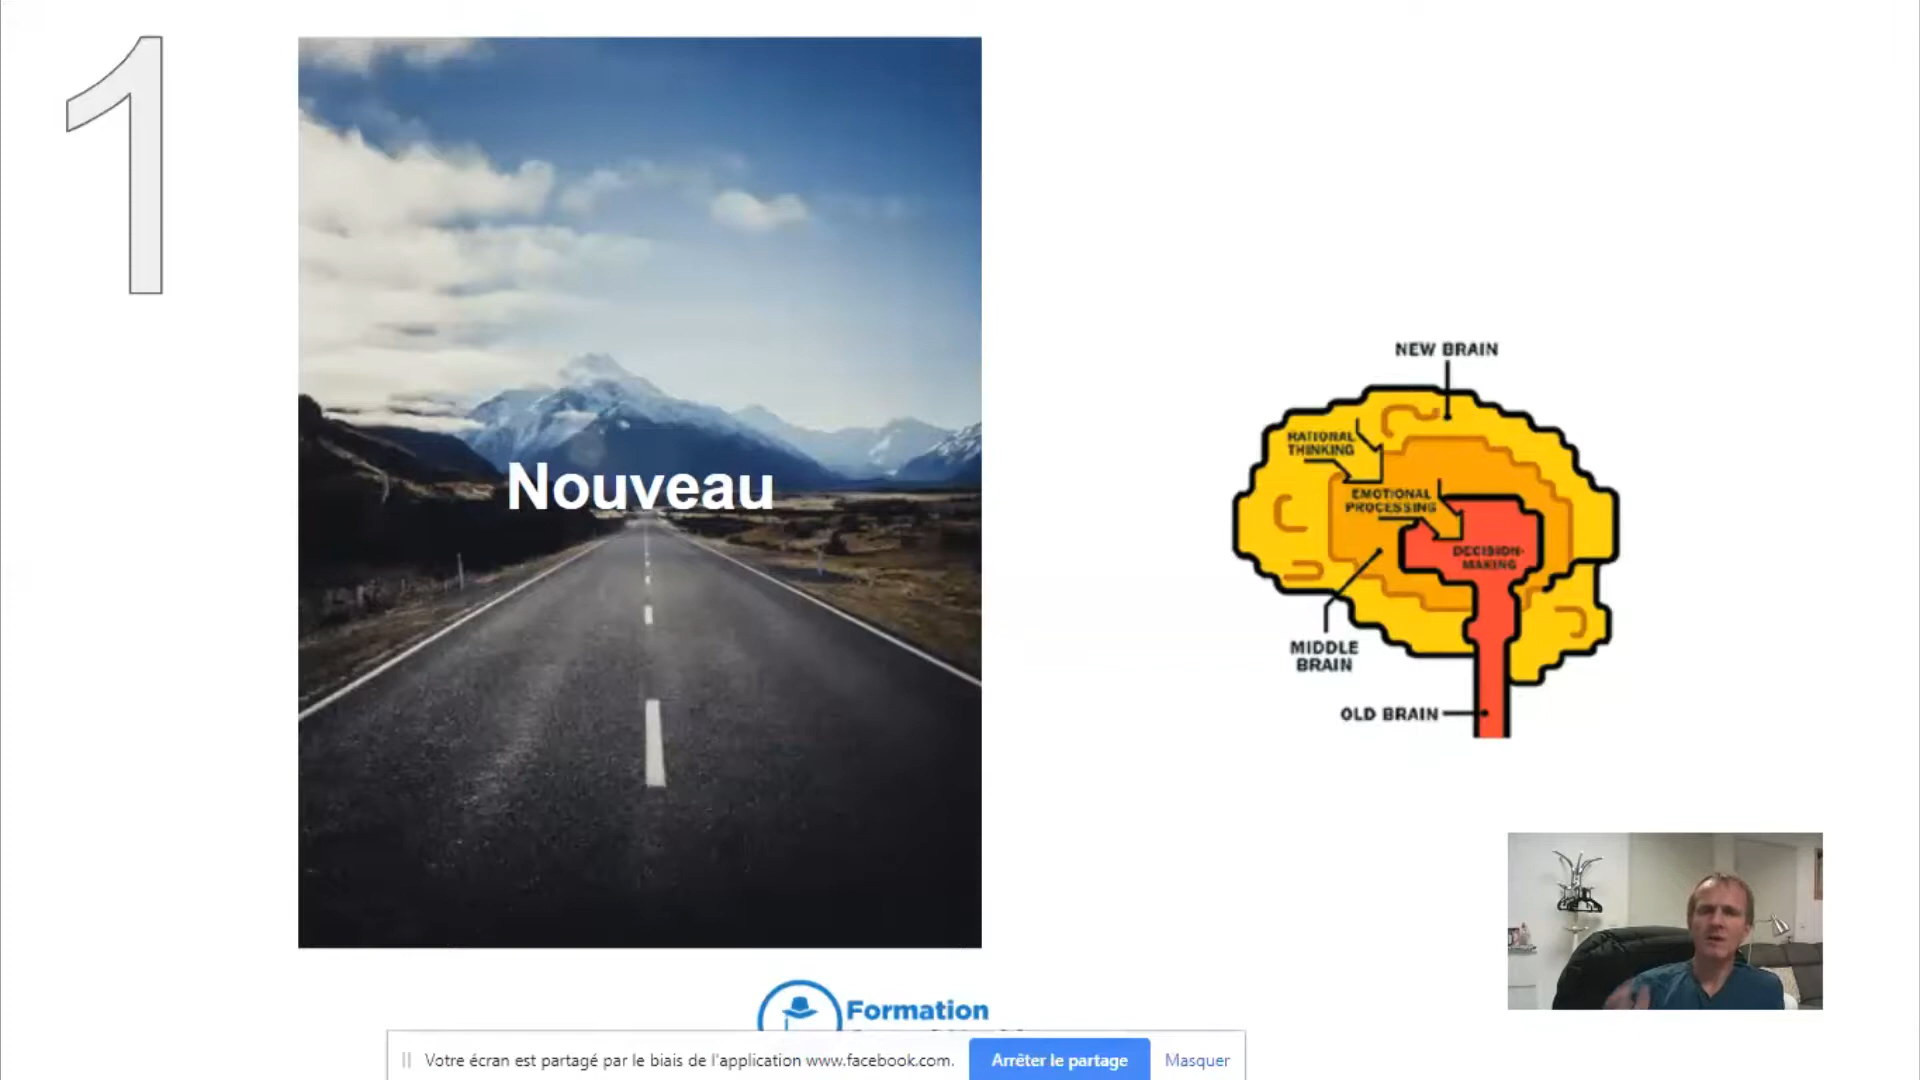 1
Nouveau
NEW BRAIN
RATIONAL
THINKING
EMOTIONAL
PROCESSING
DECISION-
MAKING
MIDDLE
BRAIN
OLD BRAIN
Formation
Votre écran est partagé par le biais de l'application www.facebook.com.
Arrêter le partage
Masquer